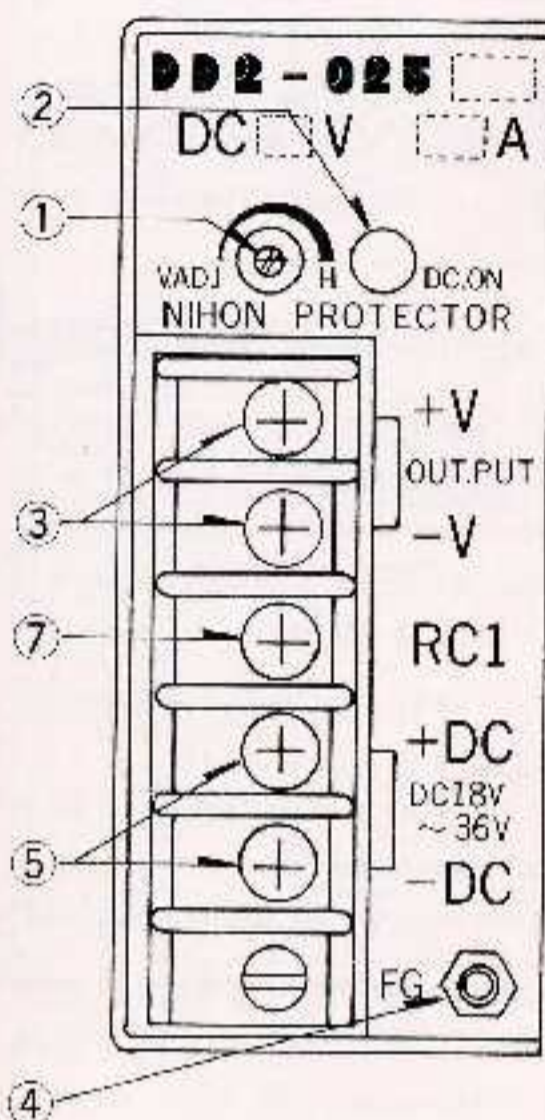 DD2-025
② DC V A
① V.ADJ H DC.ON
NIHON PROTECTOR
+V
OUT.PUT
③ -V
⑦ RC1
+DC
DC18V
～36V
⑤ -DC
FG
④